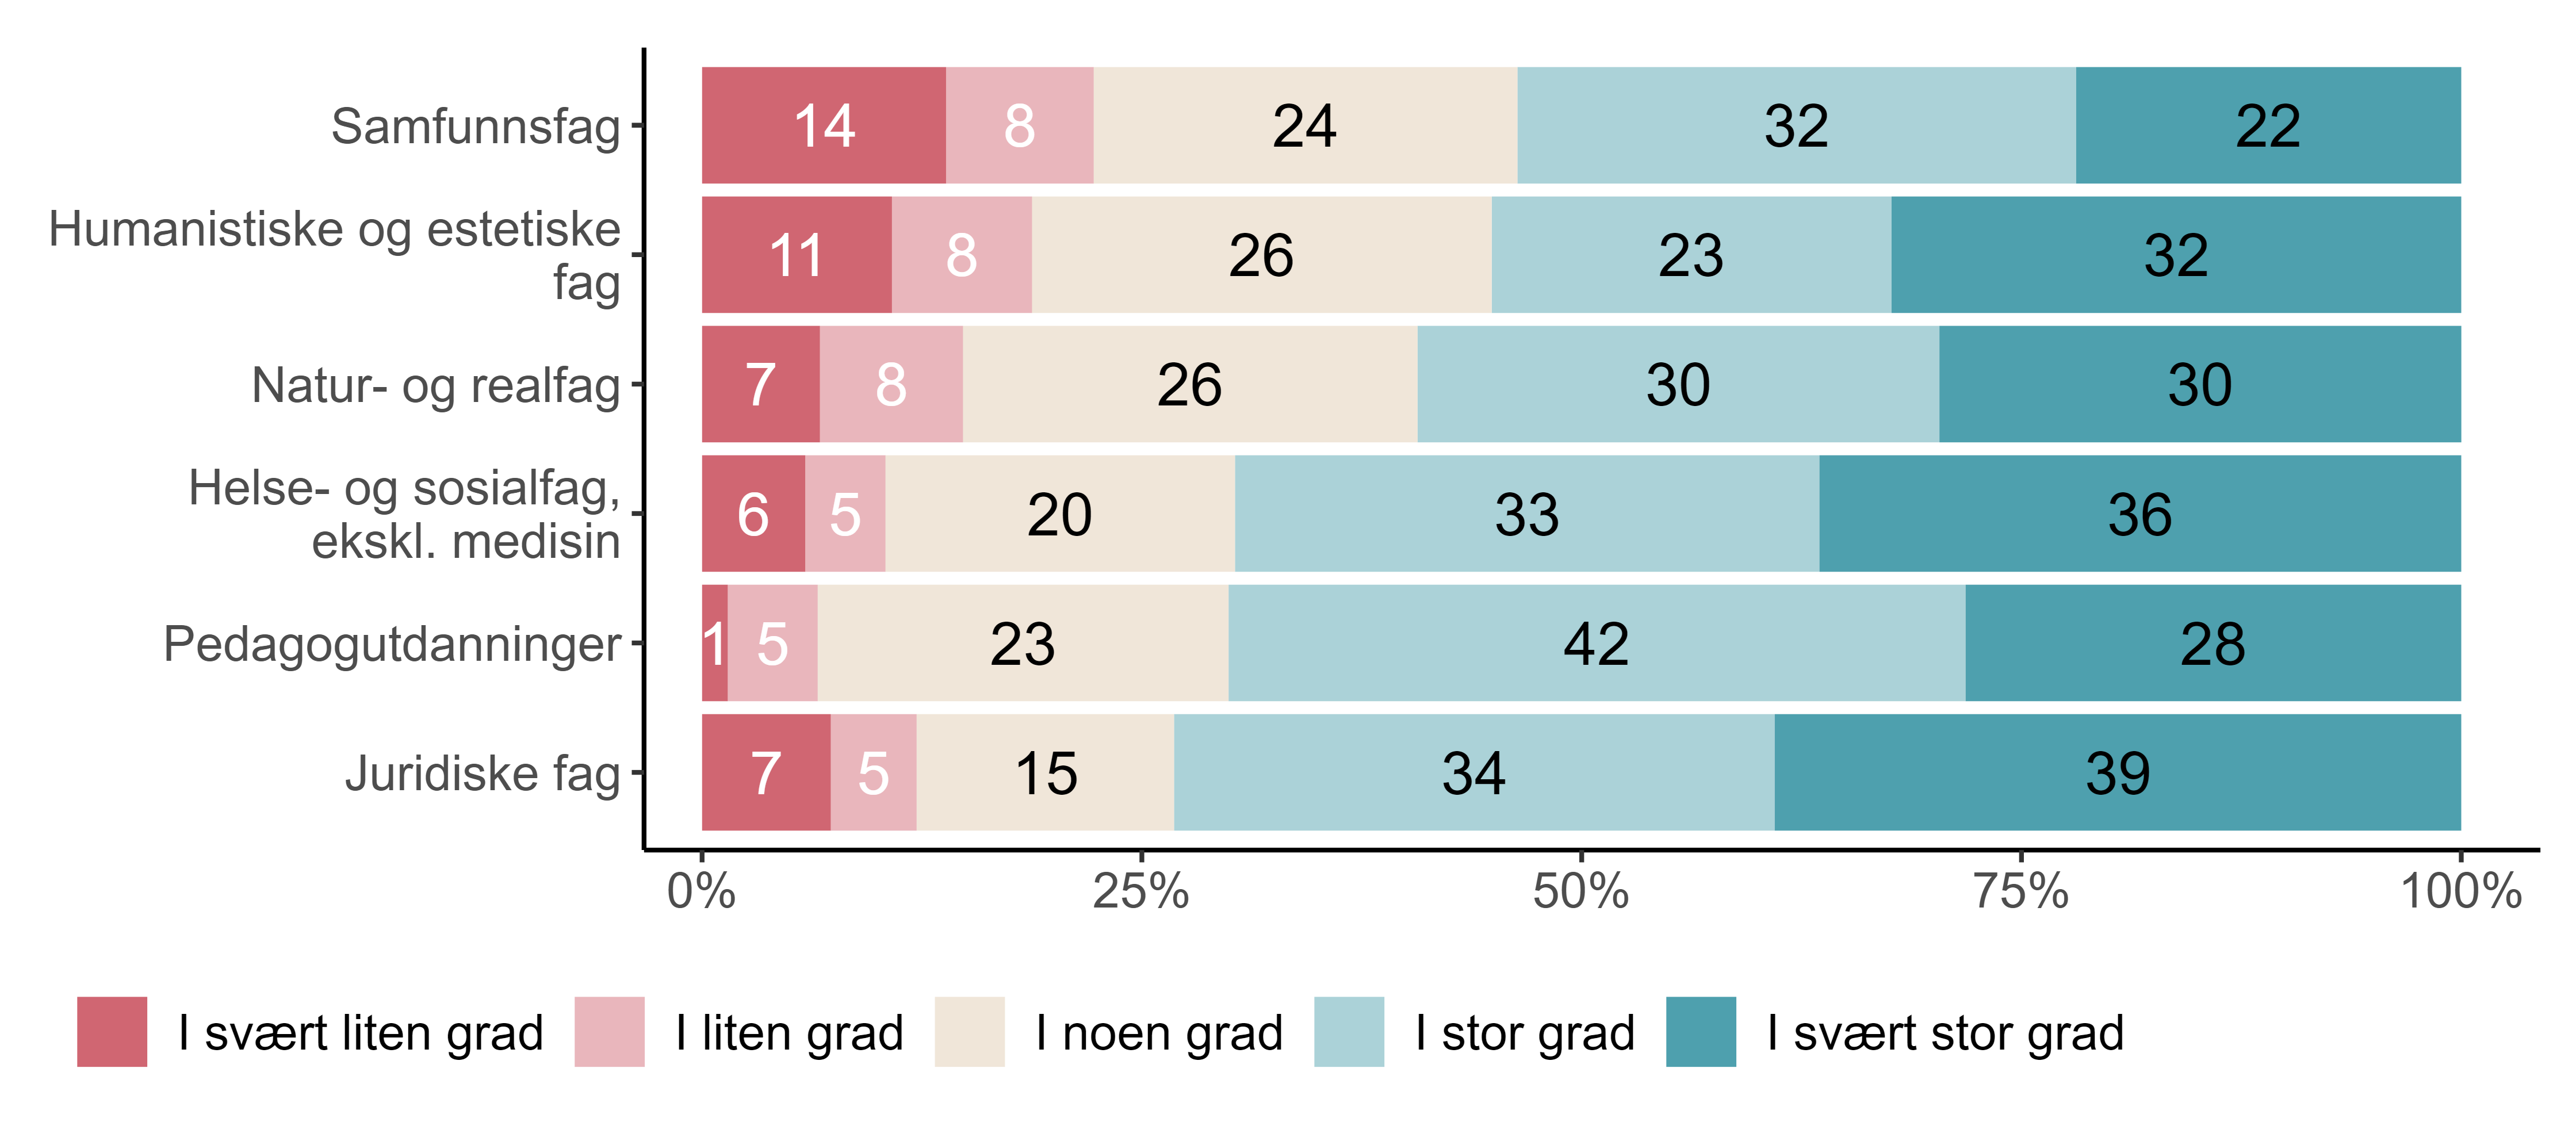 Samfunnsfag 14 8 24 32 22
Humanistiske og estetiske
fag 11 8 26 23 32
Natur- og realfag 7 8 26 30 30
Helse- og sosialfag,
ekskl. medisin 6 5 20 33 36
Pedagogutdanninger 1 5 23 42 28
Juridiske fag 7 5 15 34 39
0% 25% 50% 75% 100%
I svært liten grad I liten grad I noen grad I stor grad I svært stor grad